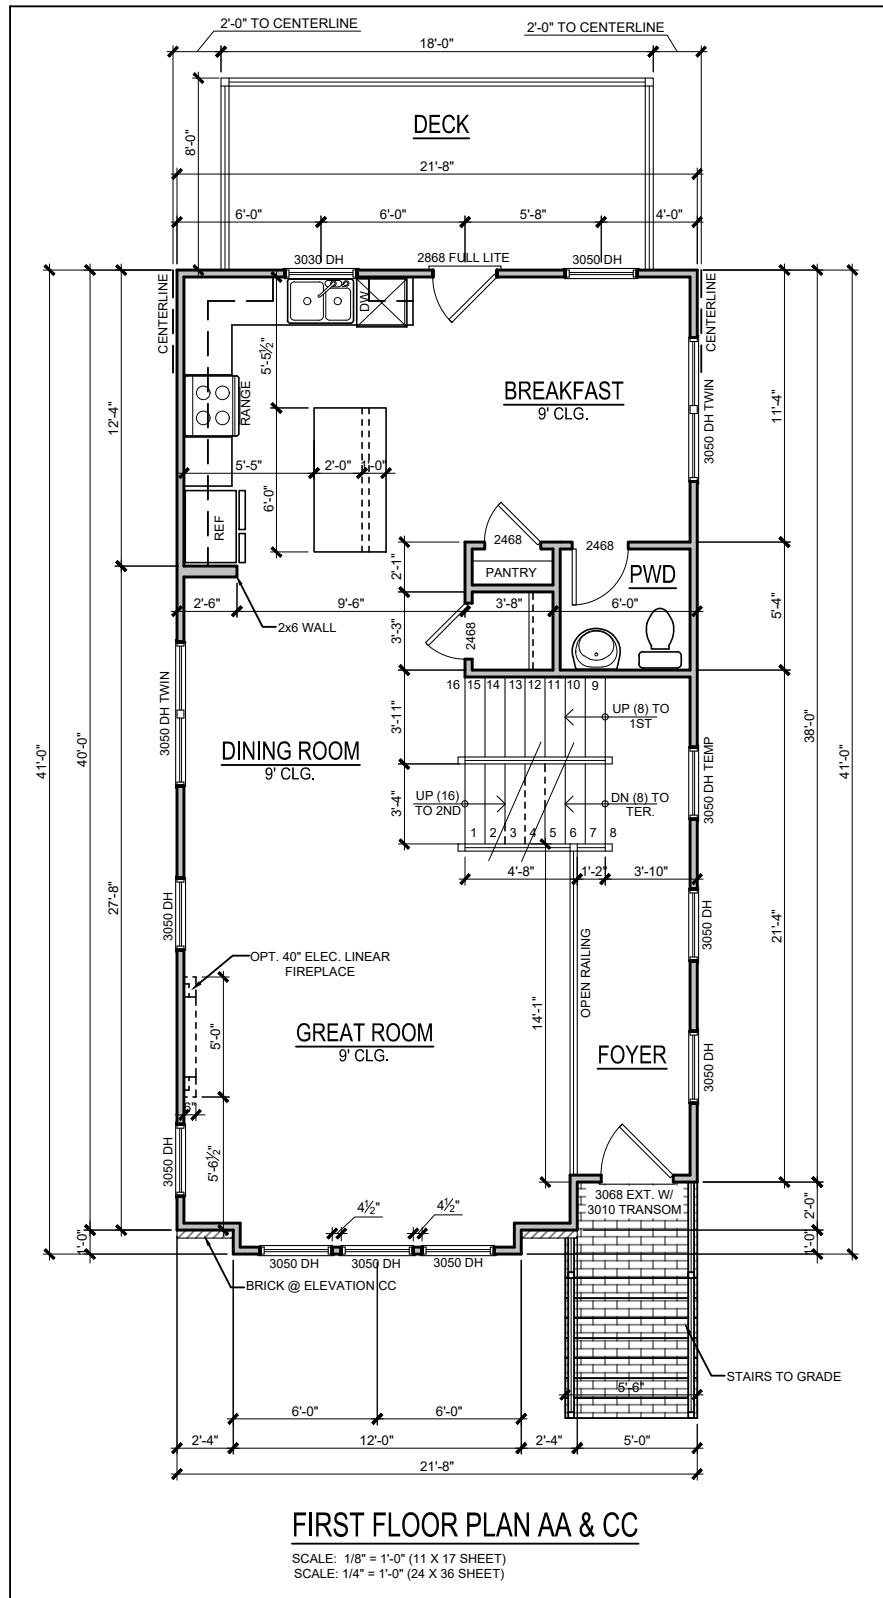 2'-0" TO CENTERLINE
2'-0" TO CENTERLINE
18'-0"
8'-0"
DECK
21'-8"
6'-0"
6'-0"
5'-8"
4'-0"
3030 DH
2868 FULL LITE
3050 DH
CENTERLINE
CENTERLINE
DW
5'-5½"
RANGE
BREAKFAST
9' CLG.
3050 DH TWIN
11'-4"
12'-4"
5'-5"
2'-0"
1'-0"
6'-0"
REF
2468
2468
PANTRY
PWD
2'-1"
2'-6"
9'-6"
3'-8"
6'-0"
5'-4"
2x6 WALL
3'-3"
2468
16
15
14
13
12
11
10
9
UP (8) TO
1ST
3050 DH TWIN
DINING ROOM
9' CLG.
3'-11"
3050 DH TEMP
41'-0"
40'-0"
38'-0"
41'-0"
UP (16)
TO 2ND
DN (8) TO
TER.
3'-4"
1
2
3
4
5
6
7
8
4'-8"
1'-2"
3'-10"
27'-8"
3050 DH
3050 DH
21'-4"
OPT. 40" ELEC. LINEAR
FIREPLACE
14'-1"
OPEN RAILING
5'-0"
GREAT ROOM
9' CLG.
FOYER
3050 DH
6"
3050 DH
5'-6½"
4½"
4½"
3068 EXT. W/
3010 TRANSOM
2'-0"
1'-0"
1'-0"
3050 DH
3050 DH
3050 DH
BRICK @ ELEVATION CC
STAIRS TO GRADE
5'-6"
6'-0"
6'-0"
2'-4"
12'-0"
2'-4"
5'-0"
21'-8"
FIRST FLOOR PLAN AA & CC
SCALE: 1/8" = 1'-0" (11 X 17 SHEET)
SCALE: 1/4" = 1'-0" (24 X 36 SHEET)